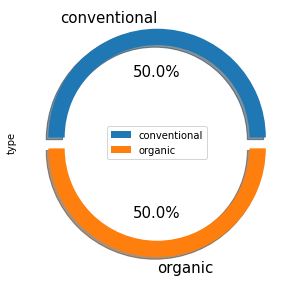 conventional
50.0%
type
conventional
organic
50.0%
organic